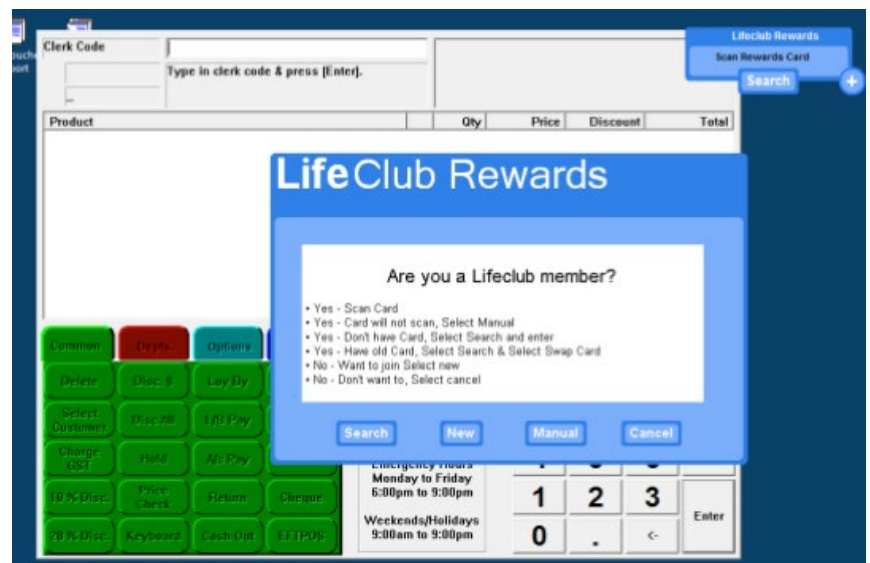 Clerk Code
Type in clerk code & press [Enter].
Lifeclub Rewards
Scan Rewards Card
Search
+
Product Qty Price Discount Total
LifeClub Rewards
Are you a Lifeclub member?
• Yes - Scan Card
• Yes - Card will not scan, Select Manual
• Yes - Don't have Card, Select Search and enter
• Yes - Have old Card, Select Search & Select Swap Card
• No - Want to join Select new
• No - Don't want to, Select cancel
Search New Manual Cancel
Common Depts. Options
Delete Disc. $ Lay By
Select Customer Disc All Pay
Charge GST Hold A/c Pay
10 % Disc. Price Check Return Cheque
20 % Disc. Keyboard Cash Out EFTPOS
Emergency Hours
Monday to Friday
6:00pm to 9:00pm
Weekends/Holidays
9:00am to 9:00pm
1 2 3
0 . <-
Enter